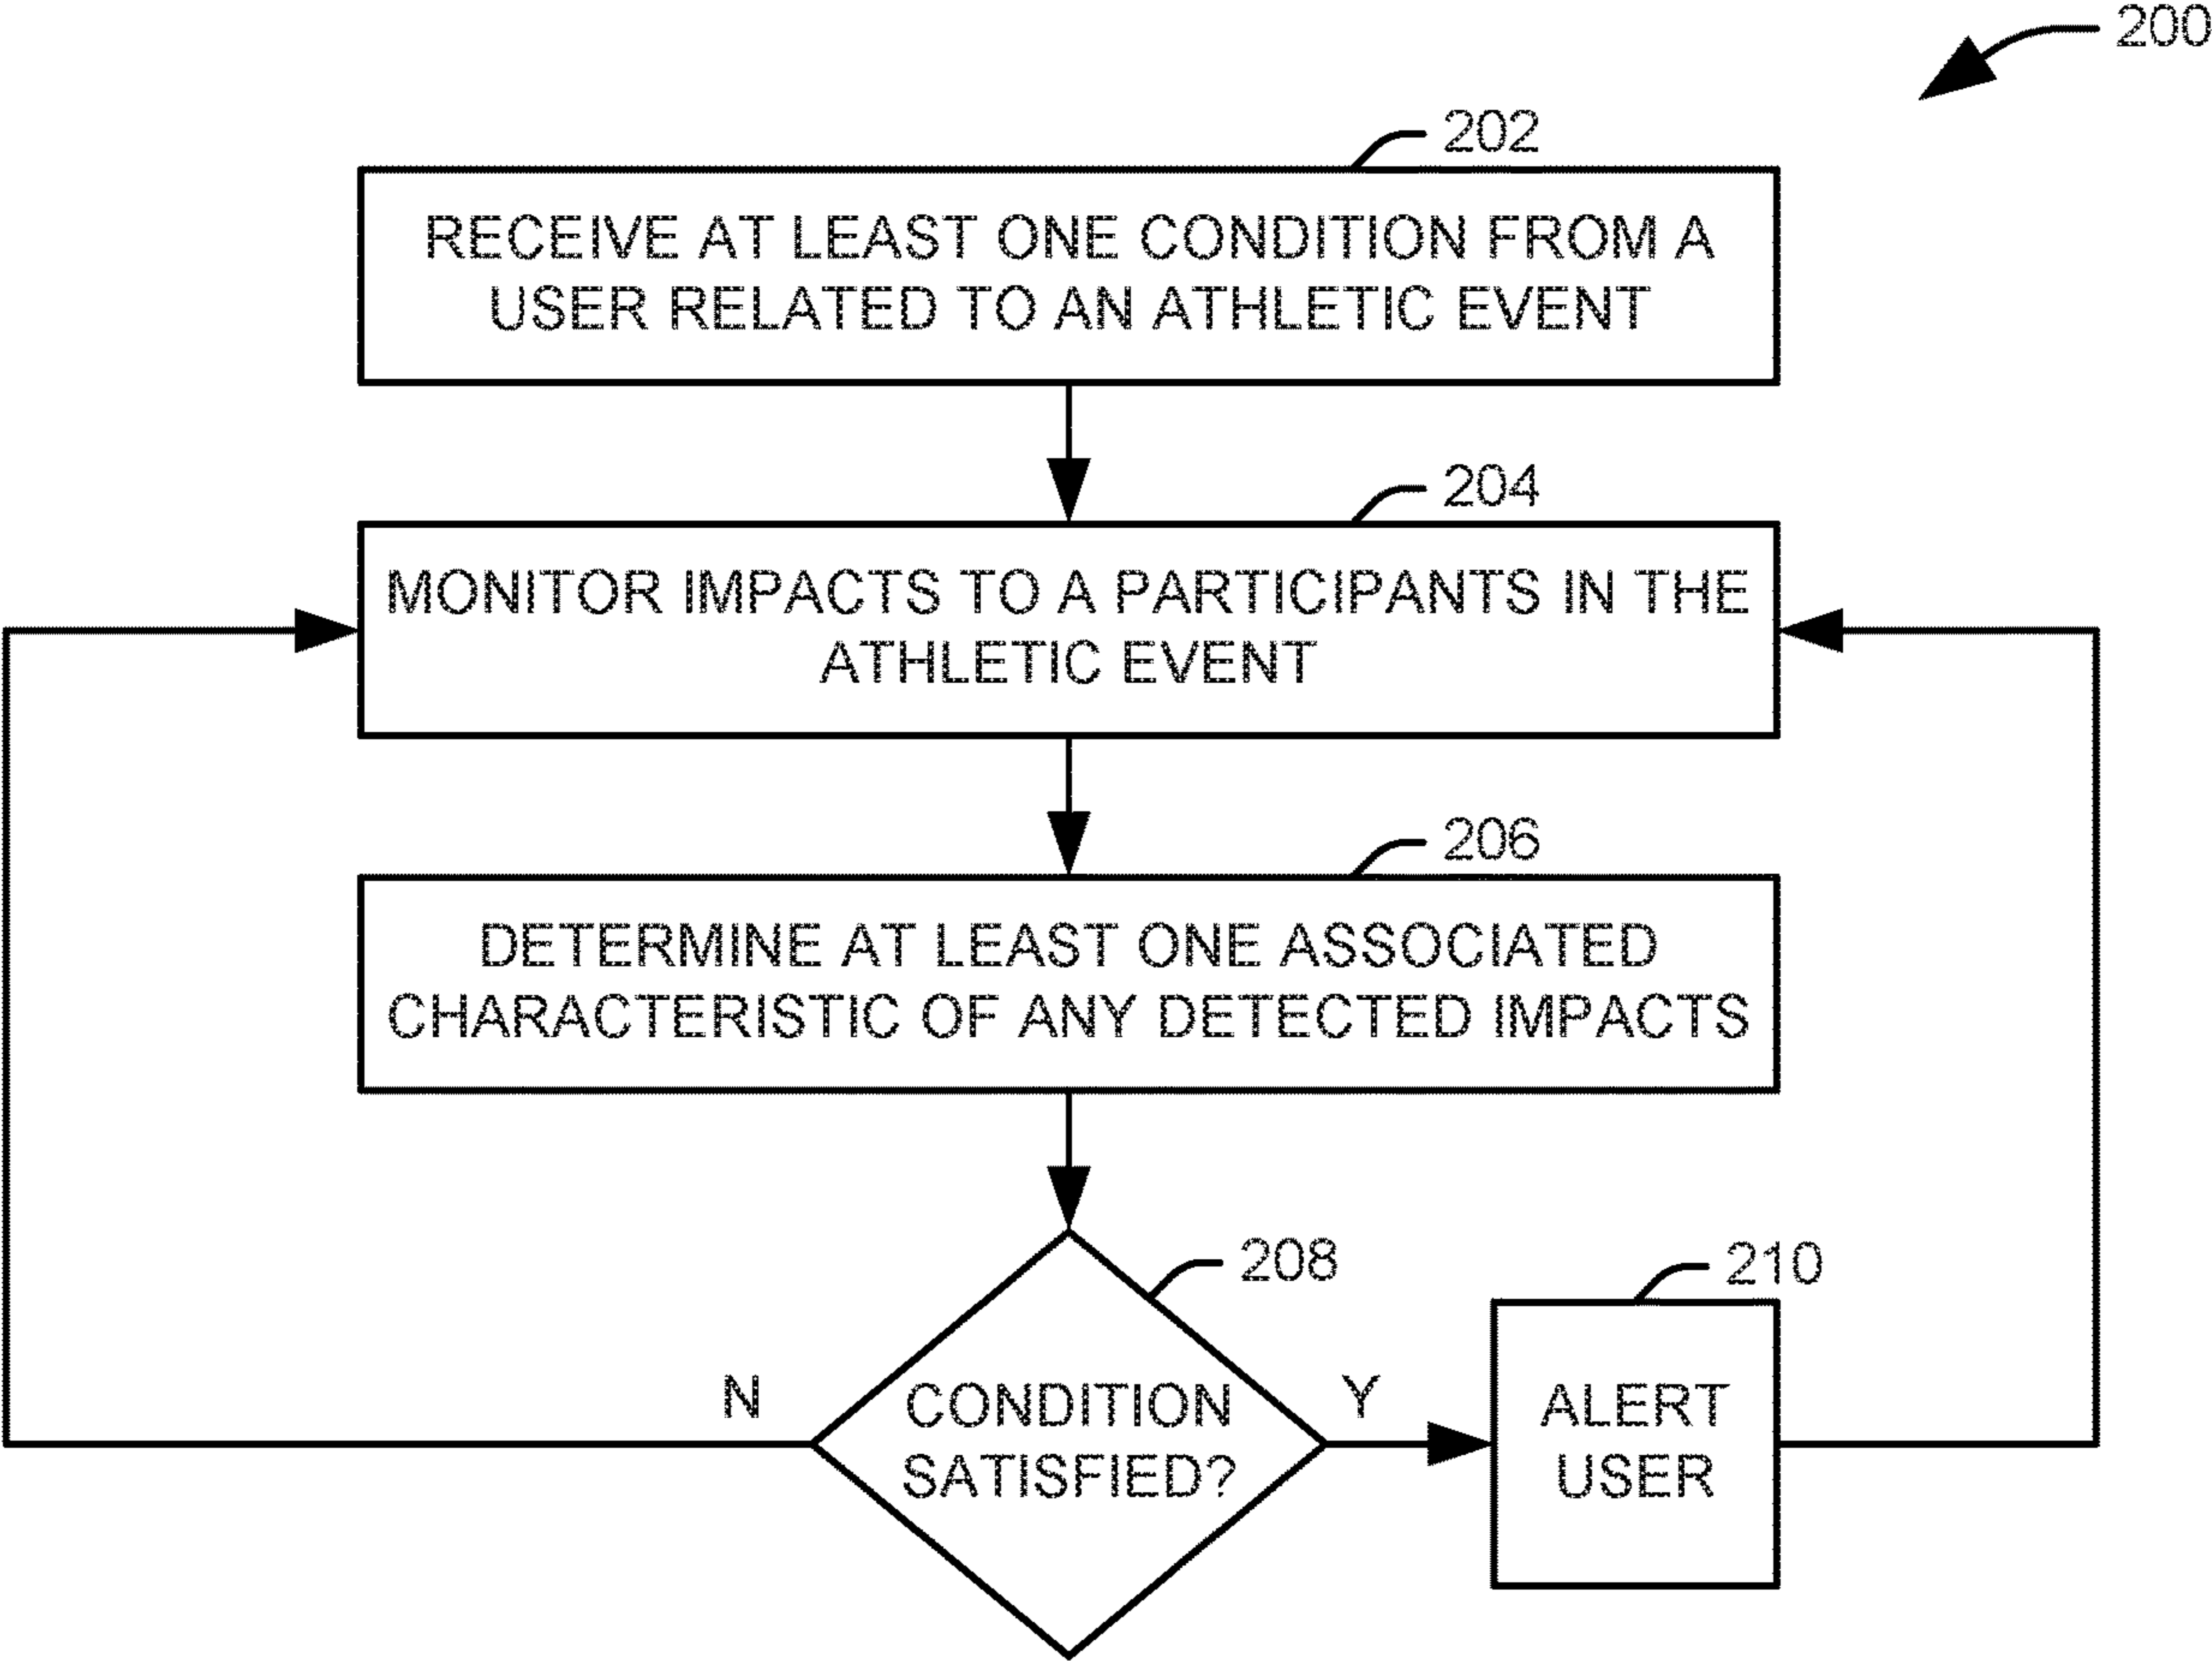 200
202
RECEIVE AT LEAST ONE CONDITION FROM A
USER RELATED TO AN ATHLETIC EVENT
204
MONITOR IMPACTS TO A PARTICIPANTS IN THE
ATHLETIC EVENT
206
DETERMINE AT LEAST ONE ASSOCIATED
CHARACTERISTIC OF ANY DETECTED IMPACTS
208
210
N
CONDITION
SATISFIED?
Y
ALERT
USER